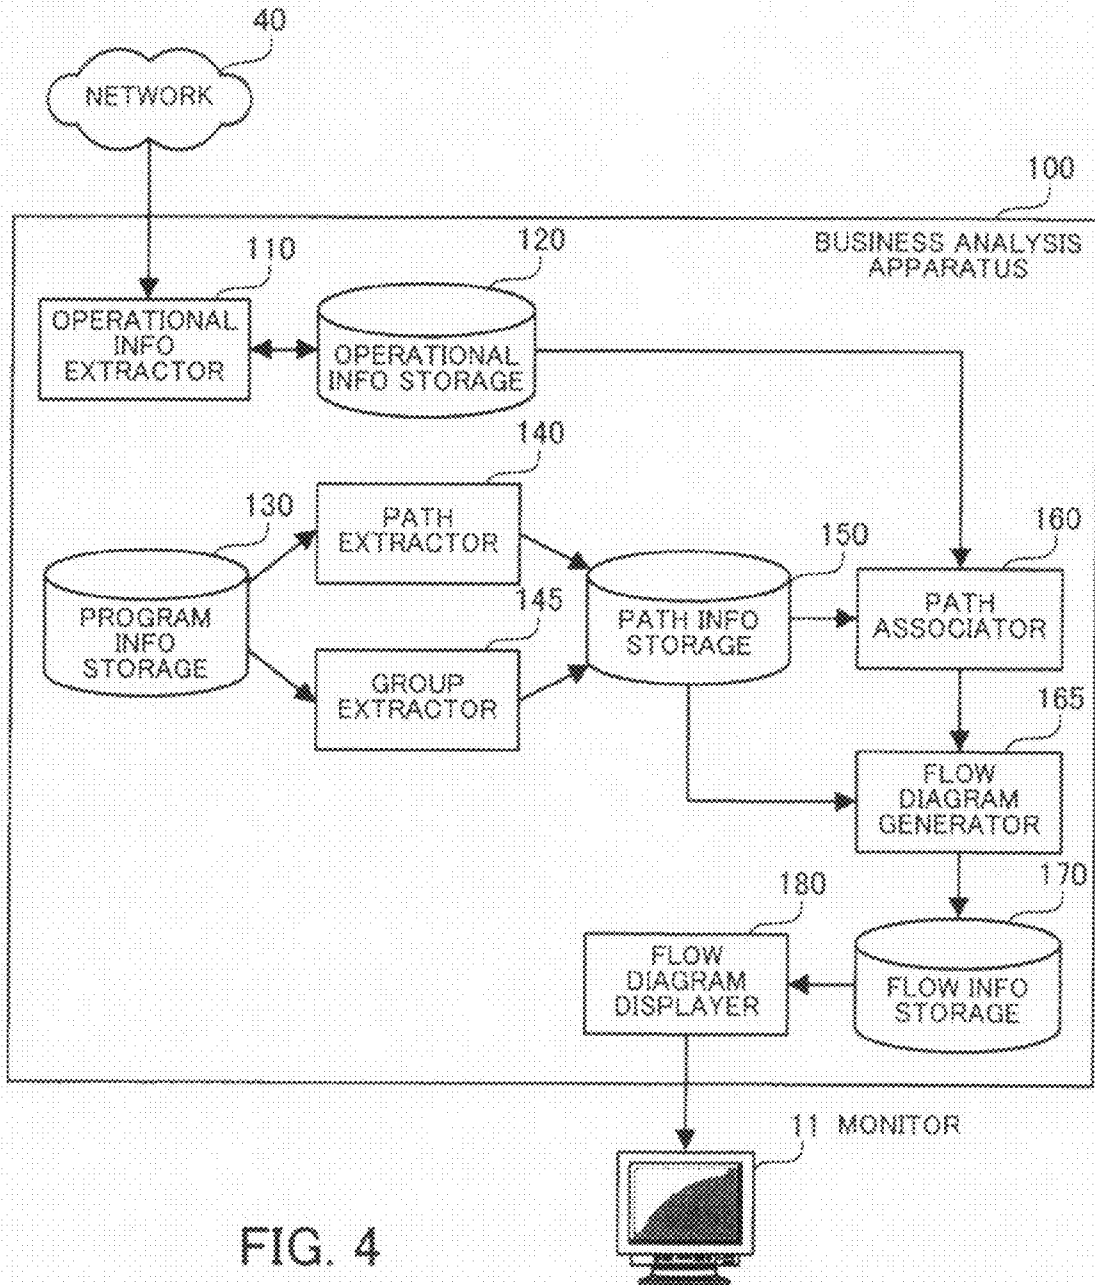 40
NETWORK
100
BUSINESS ANALYSIS
APPARATUS
110
OPERATIONAL
INFO
EXTRACTOR
120
OPERATIONAL
INFO STORAGE
140
PATH
EXTRACTOR
130
PROGRAM
INFO
STORAGE
145
GROUP
EXTRACTOR
150
PATH INFO
STORAGE
160
PATH
ASSOCIATOR
165
FLOW
DIAGRAM
GENERATOR
170
FLOW INFO
STORAGE
180
FLOW
DIAGRAM
DISPLAYER
11 MONITOR
FIG. 4